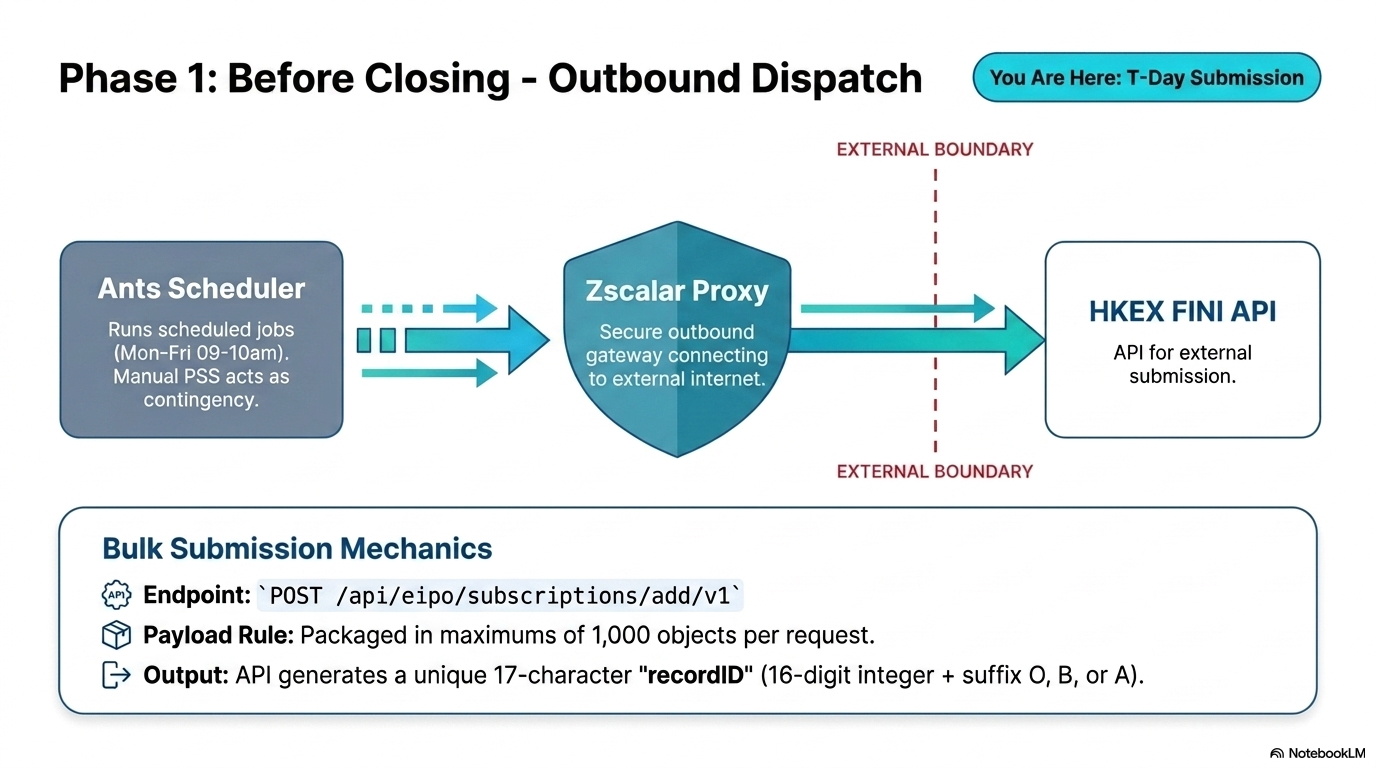 Phase 1: Before Closing - Outbound Dispatch
You Are Here: T-Day Submission
EXTERNAL BOUNDARY
Ants Scheduler
Runs scheduled jobs
(Mon-Fri 09-10am).
Manual PSS acts as
contingency.
Zscalar Proxy
Secure outbound
gateway connecting
to external internet.
HKEX FINI API
API for external
submission.
EXTERNAL BOUNDARY
Bulk Submission Mechanics
API
Endpoint: `POST /api/eipo/subscriptions/add/v1`
Payload Rule: Packaged in maximums of 1,000 objects per request.
Output: API generates a unique 17-character "recordID" (16-digit integer + suffix O, B, or A).
NotebookLM